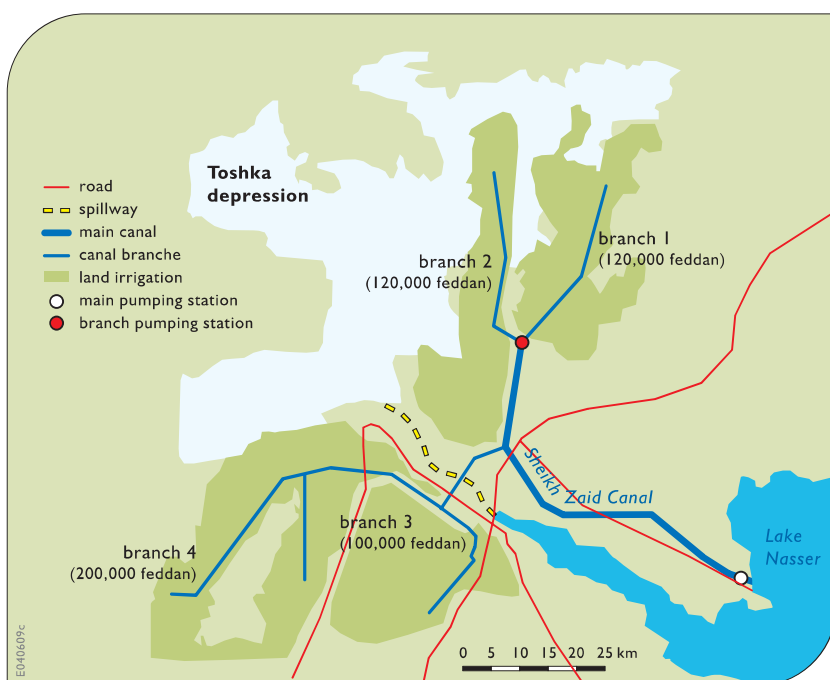 Toshka
depression
road
spillway
main canal
canal branche
land irrigation
main pumping station
branch pumping station
branch 2
(120,000 feddan)
branch 1
(120,000 feddan)
Sheikh Zaid Canal
Lake
Nasser
branch 3
(100,000 feddan)
branch 4
(200,000 feddan)
0 5 10 15 20 25 km
E040609c